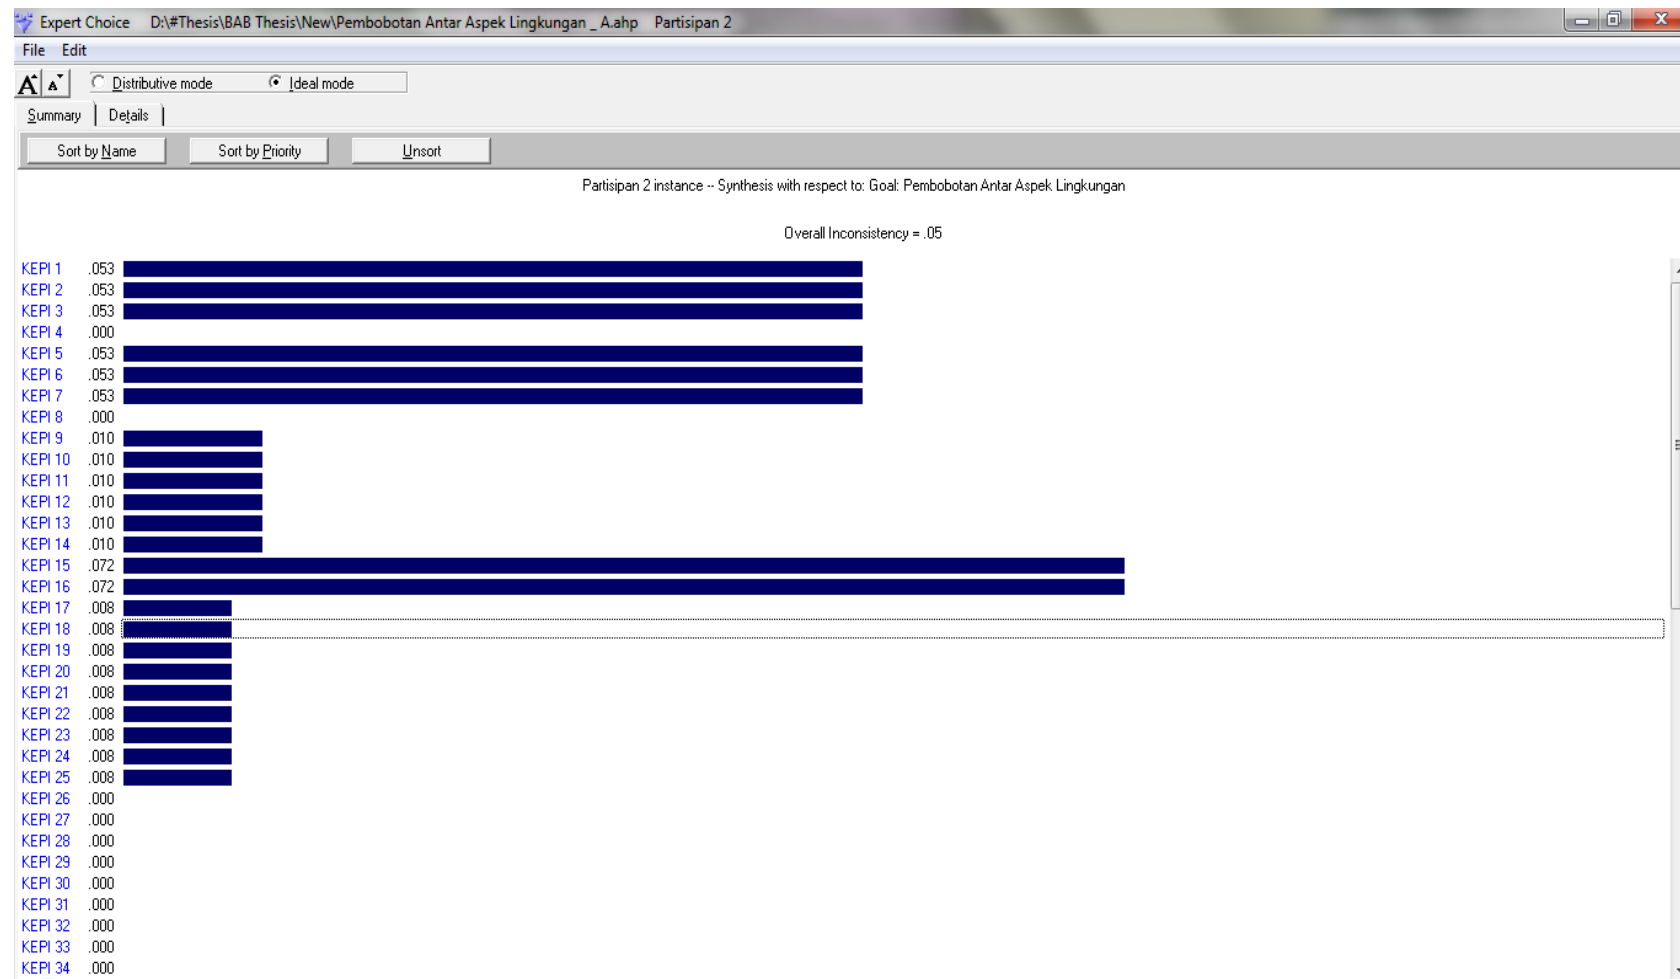 Expert Choice D:\#Thesis\BAB Thesis\New\Pembobotan Antar Aspek Lingkungan _ A.ahp Partisipan 2
File Edit
A A Distributive mode Ideal mode
Summary Details
Sort by Name Sort by Priority Unsort
Partisipan 2 instance -- Synthesis with respect to: Goal: Pembobotan Antar Aspek Lingkungan
Overall Inconsistency = .05
KEPI 1 .053
KEPI 2 .053
KEPI 3 .053
KEPI 4 .000
KEPI 5 .053
KEPI 6 .053
KEPI 7 .053
KEPI 8 .000
KEPI 9 .010
KEPI 10 .010
KEPI 11 .010
KEPI 12 .010
KEPI 13 .010
KEPI 14 .010
KEPI 15 .072
KEPI 16 .072
KEPI 17 .008
KEPI 18 .008
KEPI 19 .008
KEPI 20 .008
KEPI 21 .008
KEPI 22 .008
KEPI 23 .008
KEPI 24 .008
KEPI 25 .008
KEPI 26 .000
KEPI 27 .000
KEPI 28 .000
KEPI 29 .000
KEPI 30 .000
KEPI 31 .000
KEPI 32 .000
KEPI 33 .000
KEPI 34 .000